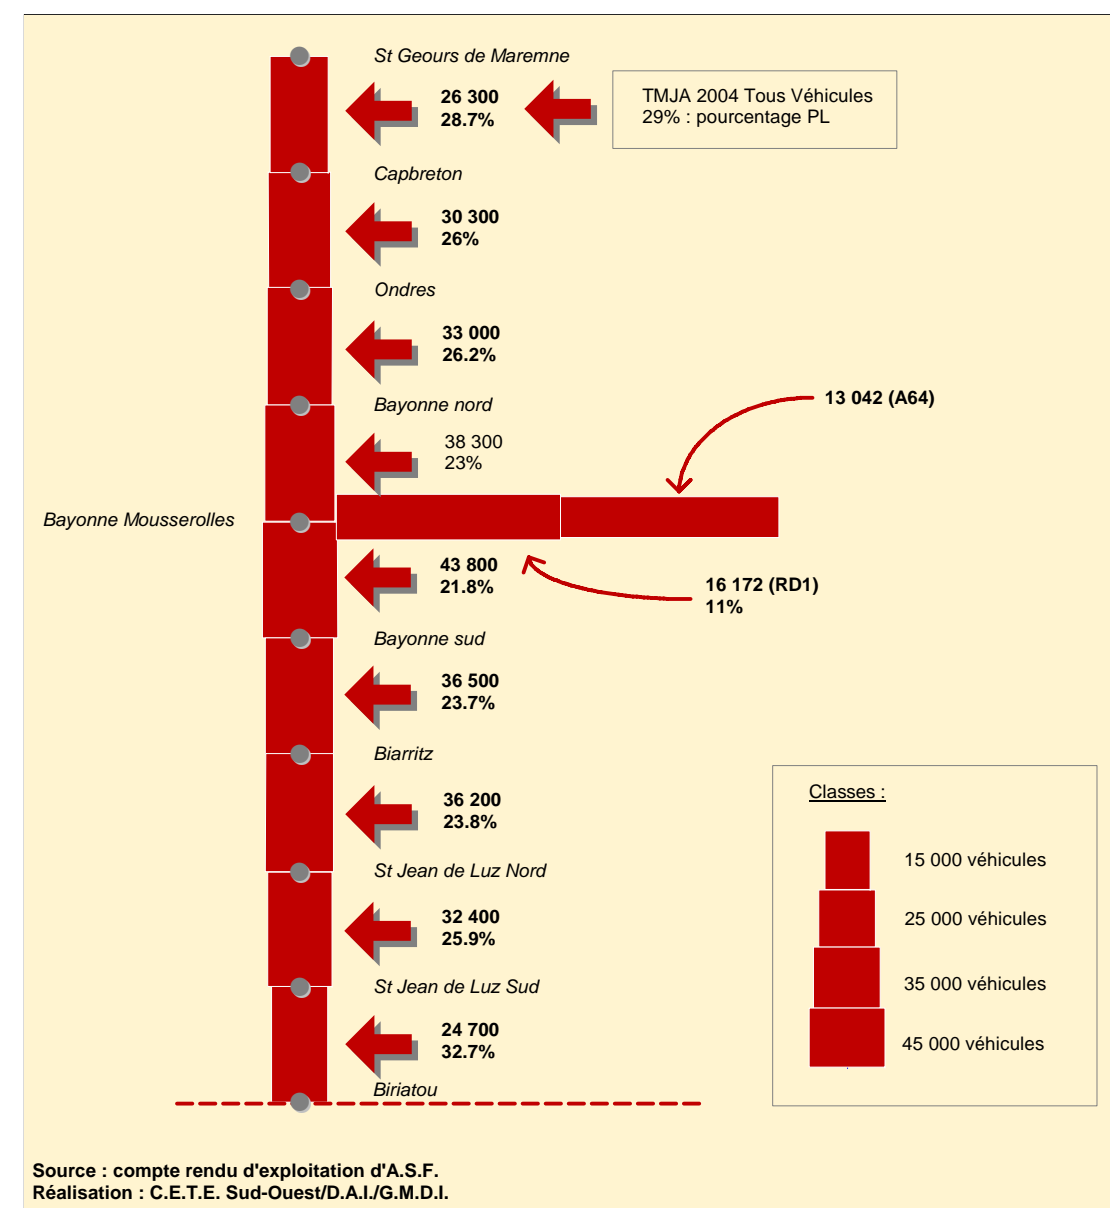 St Geours de Maremne
26 300
28.7%
TMJA 2004 Tous Véhicules
29% : pourcentage PL
Capbreton
30 300
26%
Ondres
33 000
26.2%
Bayonne nord
13 042 (A64)
38 300
23%
Bayonne Mousserolles
43 800
21.8%
16 172 (RD1)
11%
Bayonne sud
36 500
23.7%
Biarritz
36 200
23.8%
St Jean de Luz Nord
32 400
25.9%
St Jean de Luz Sud
24 700
32.7%
Biriatou
Classes :
15 000 véhicules
25 000 véhicules
35 000 véhicules
45 000 véhicules
Source : compte rendu d'exploitation d'A.S.F.
Réalisation : C.E.T.E. Sud-Ouest/D.A.I./G.M.D.I.